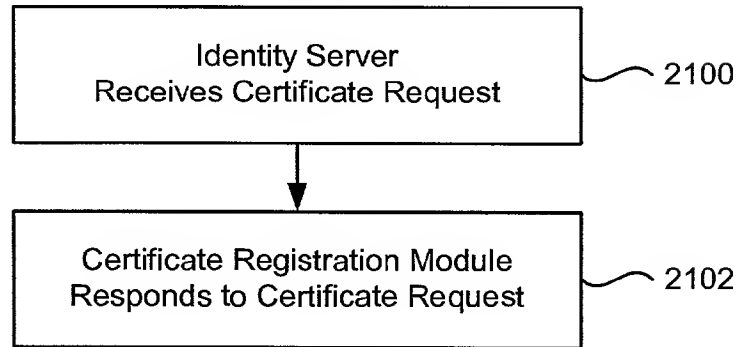 Identity Server
Receives Certificate Request
2100
Certificate Registration Module
Responds to Certificate Request
2102